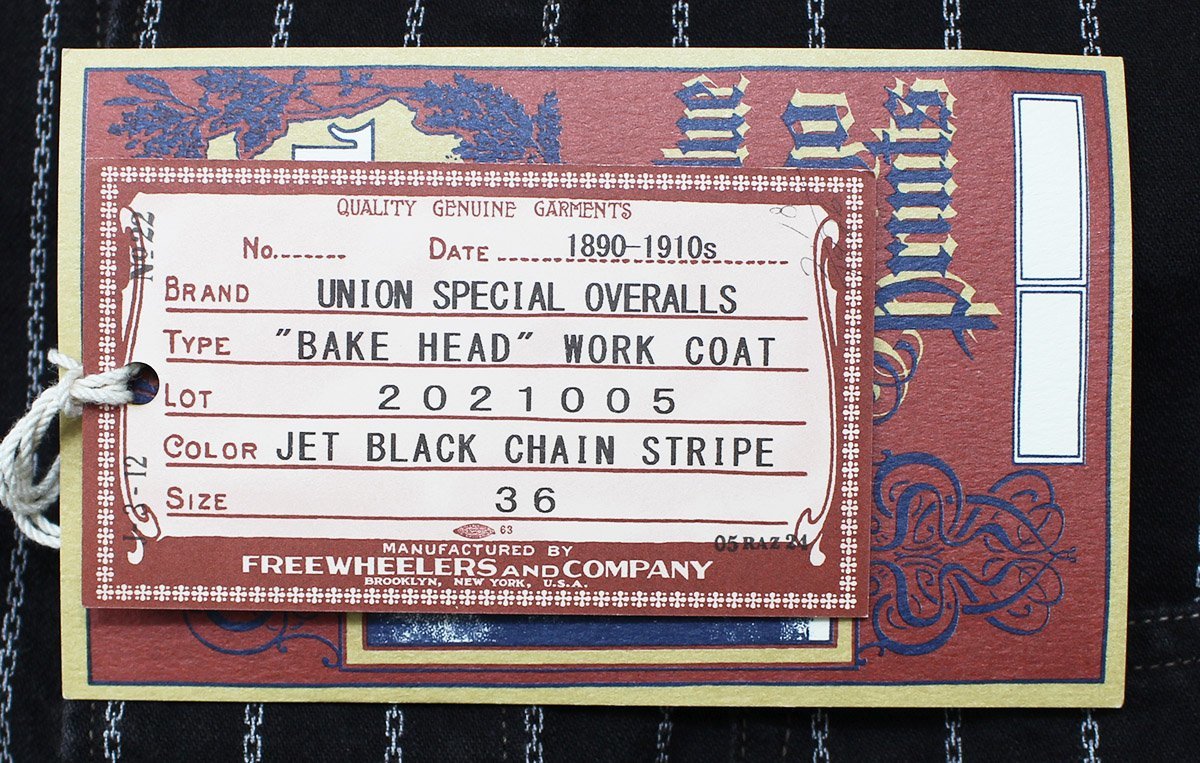 QUALITY GENUINE GARMENTS
No.
DATE 1890-1910s
BRAND UNION SPECIAL OVERALLS
TYPE "BAKE HEAD" WORK COAT
LOT 2021005
COLOR JET BLACK CHAIN STRIPE
SIZE 36
63
MANUFACTURED BY
FREEWHEELERS AND COMPANY
BROOKLYN, NEW YORK, U.S.A.
05 RAZ 24
No. 22
Prints